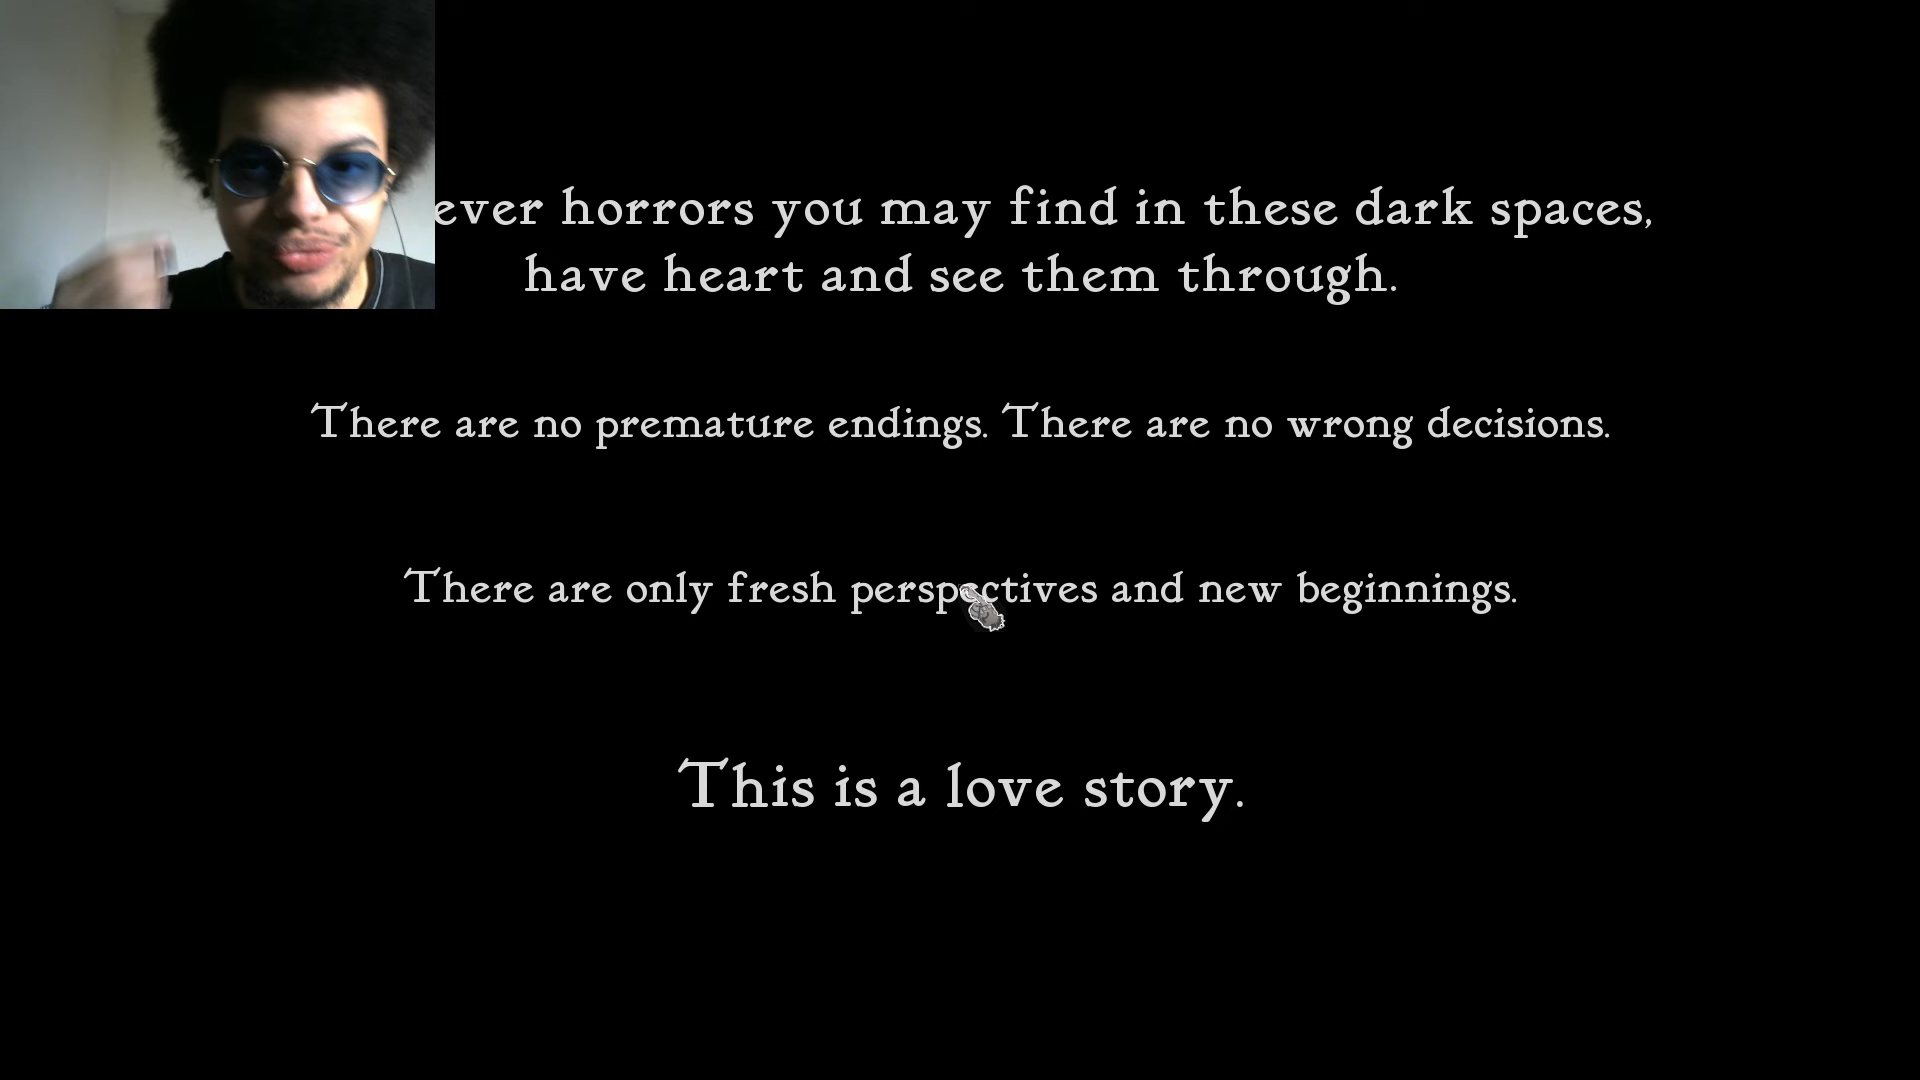 ever horrors you may find in these dark spaces,
have heart and see them through.
There are no premature endings. There are no wrong decisions.
There are only fresh perspectives and new beginnings.
This is a love story.